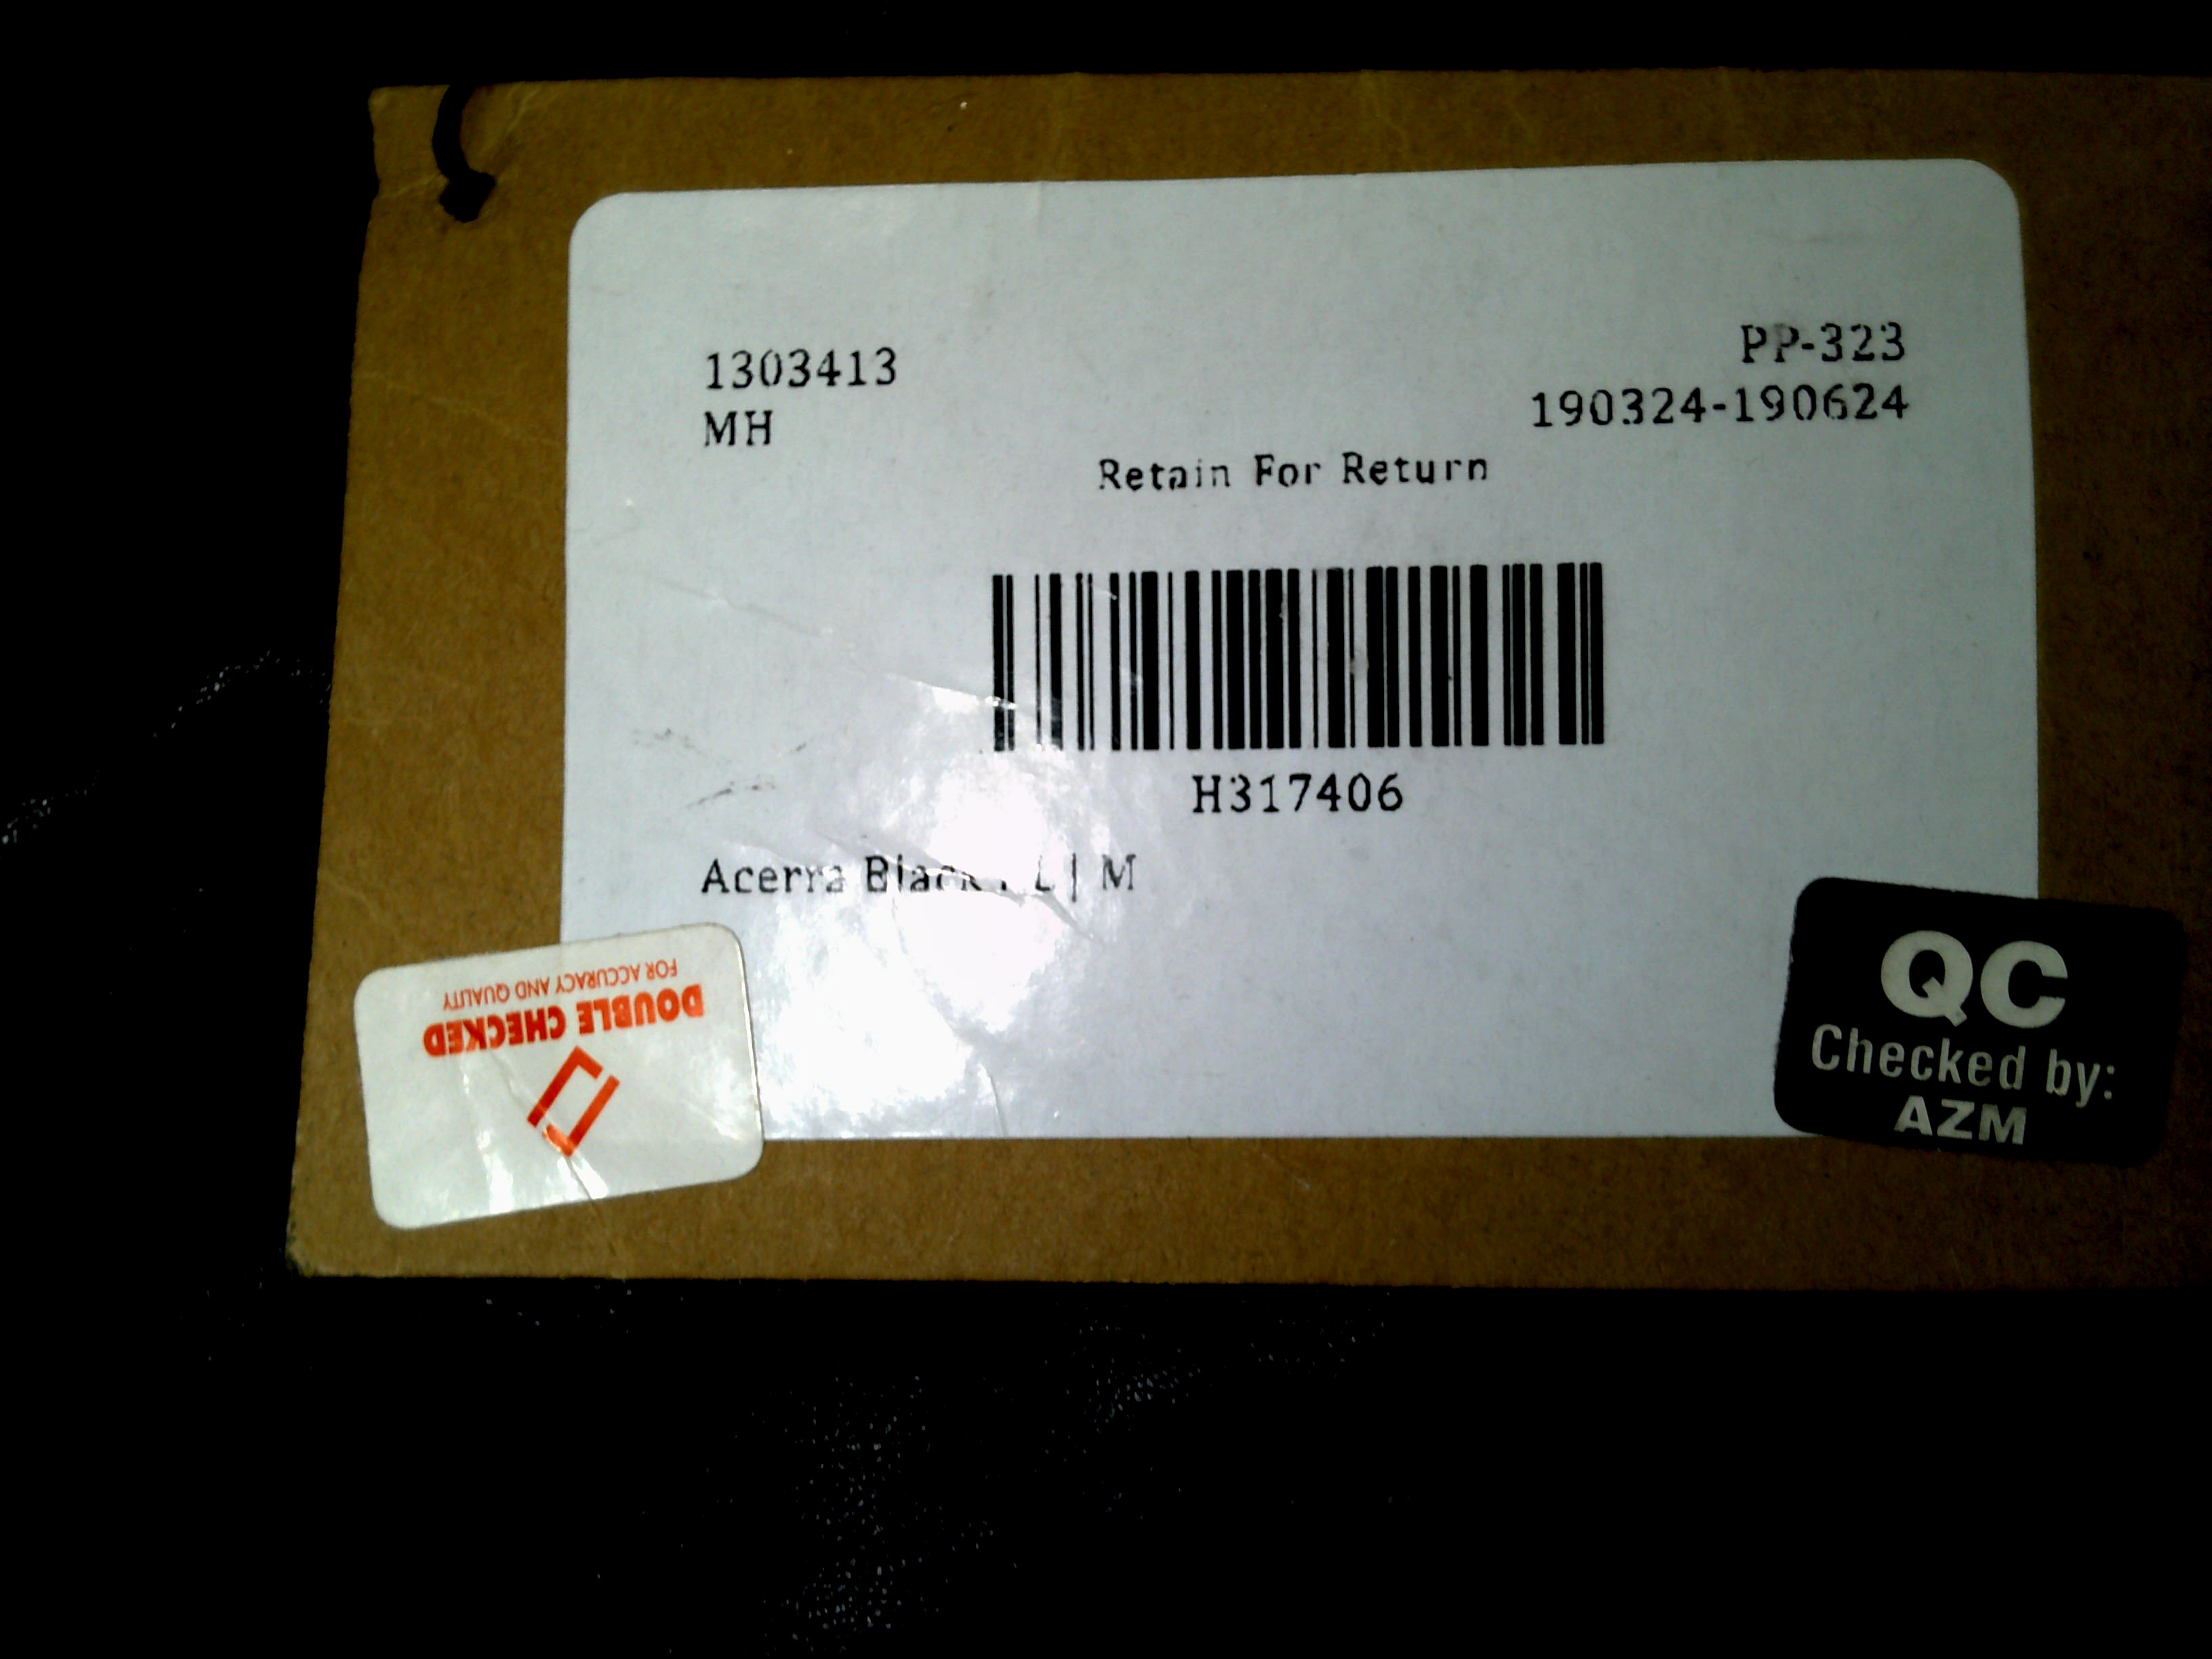 1303413
MH
PP-323
190324-190624
Retain For Return
H317406
Acerra Black L | M
DOUBLE CHECKED
FOR ACCURACY AND QUALITY
QC
Checked by:
AZM